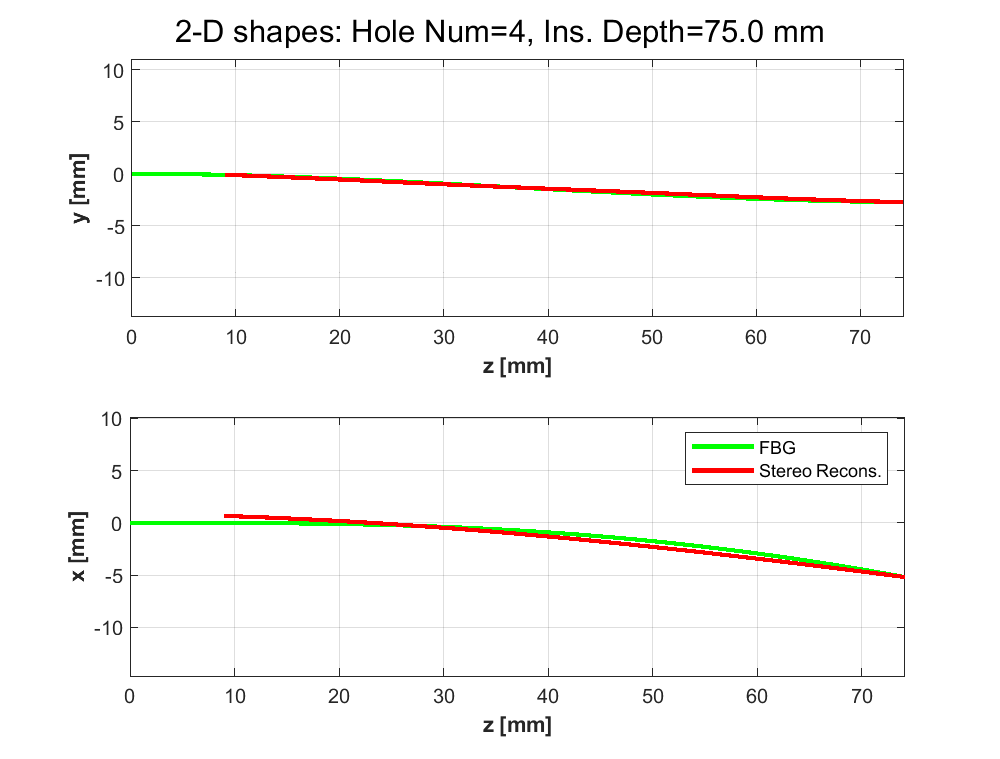 2-D shapes: Hole Num=4, Ins. Depth=75.0 mm
10
5
0
-5
-10
y [mm]
0 10 20 30 40 50 60 70
z [mm]
10
5
0
-5
-10
x [mm]
FBG
Stereo Recons.
0 10 20 30 40 50 60 70
z [mm]